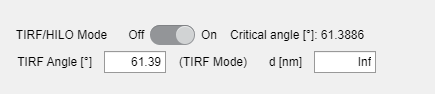 TIRF/HILO Mode Off On Critical angle [°]: 61.3886
TIRF Angle [°] 61.39 (TIRF Mode) d [nm] Inf